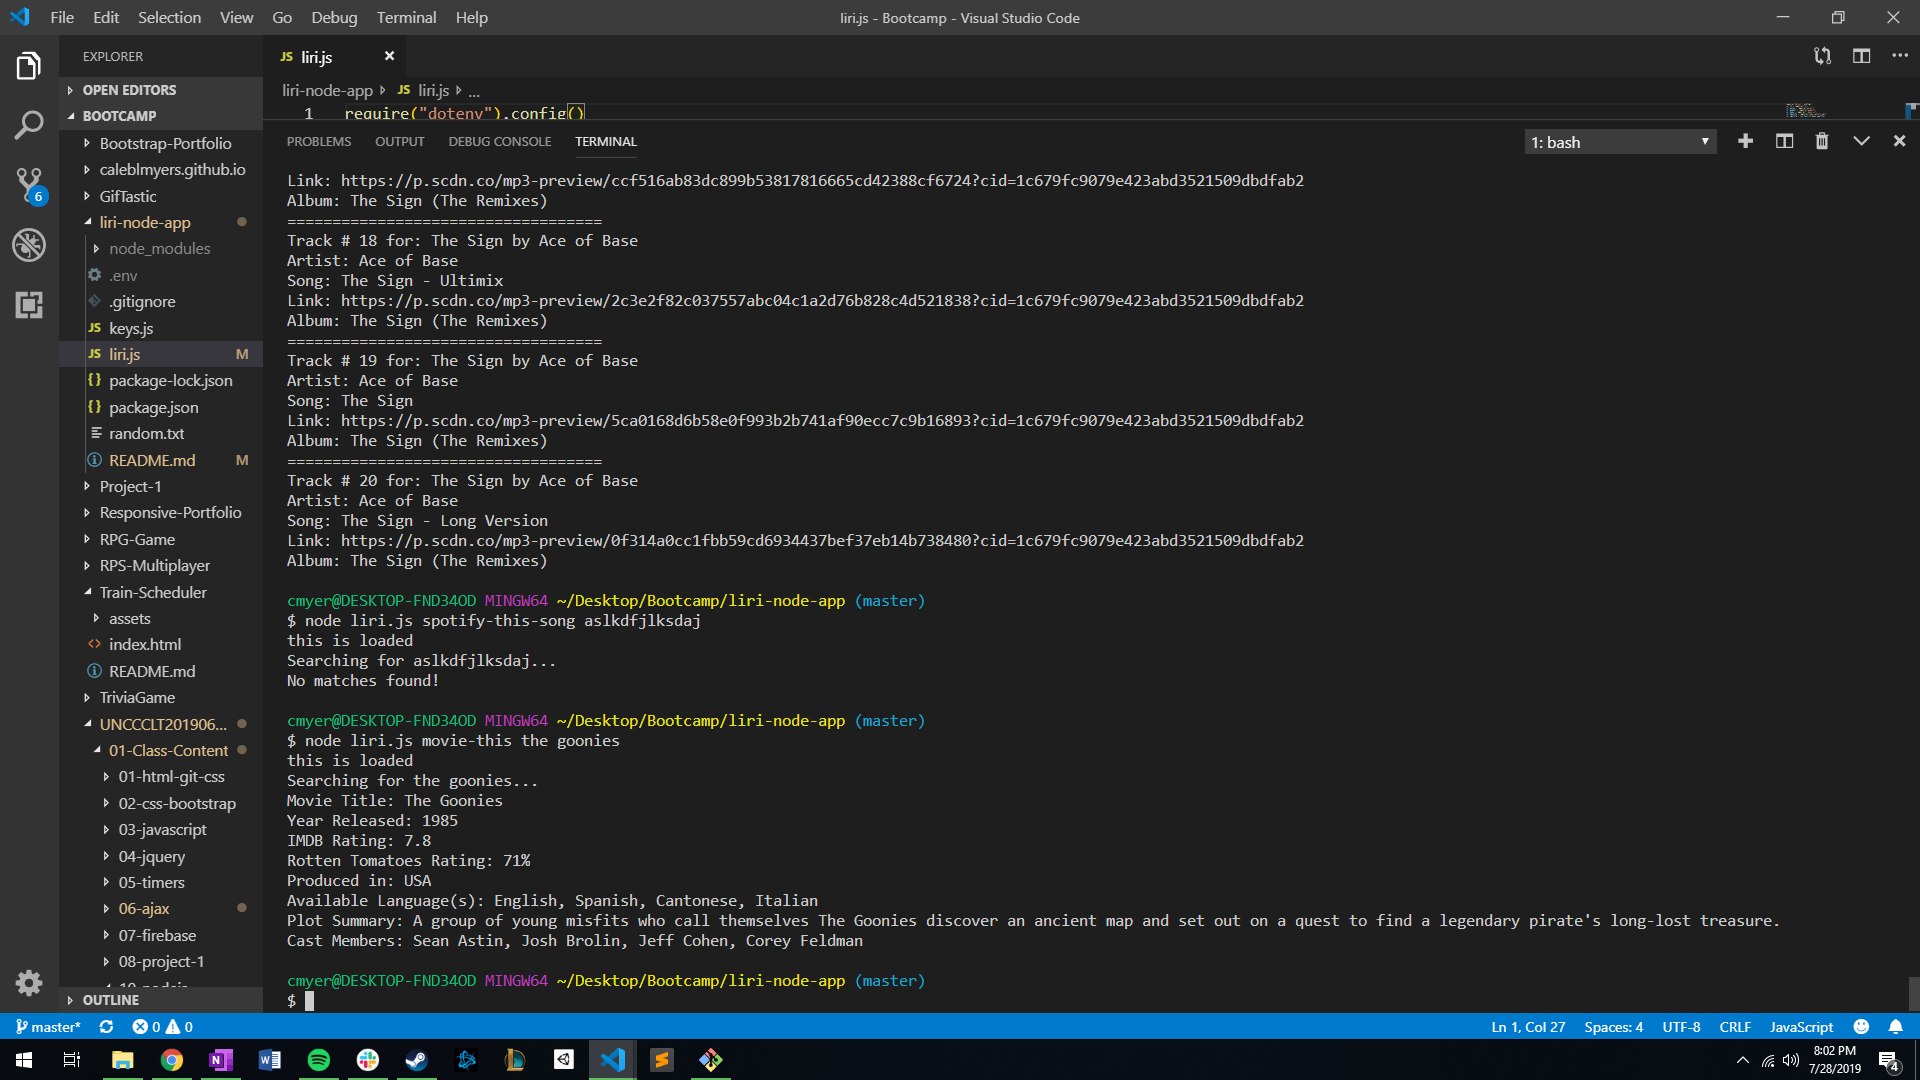 File Edit Selection View Go Debug Terminal Help
liri.js - Bootcamp - Visual Studio Code
EXPLORER
OPEN EDITORS
BOOTCAMP
Bootstrap-Portfolio
caleblmyers.github.io
GifTastic
liri-node-app
node_modules
.env
.gitignore
JS keys.js
JS liri.js M
{} package-lock.json
{} package.json
random.txt
README.md M
Project-1
Responsive-Portfolio
RPG-Game
RPS-Multiplayer
Train-Scheduler
assets
<> index.html
README.md
TriviaGame
UNCCCLT201906...
01-Class-Content
01-html-git-css
02-css-bootstrap
03-javascript
04-jquery
05-timers
06-ajax
07-firebase
08-project-1
OUTLINE
6
JS liri.js
liri-node-app JS liri.js ...
1 require("dotenv").config()
PROBLEMS OUTPUT DEBUG CONSOLE TERMINAL
1: bash
Link: https://p.scdn.co/mp3-preview/ccf516ab83dc899b53817816665cd42388cf6724?cid=1c679fc9079e423abd3521509dbdfab2
Album: The Sign (The Remixes)
===================================
Track # 18 for: The Sign by Ace of Base
Artist: Ace of Base
Song: The Sign - Ultimix
Link: https://p.scdn.co/mp3-preview/2c3e2f82c037557abc04c1a2d76b828c4d521838?cid=1c679fc9079e423abd3521509dbdfab2
Album: The Sign (The Remixes)
===================================
Track # 19 for: The Sign by Ace of Base
Artist: Ace of Base
Song: The Sign
Link: https://p.scdn.co/mp3-preview/5ca0168d6b58e0f993b2b741af90ecc7c9b16893?cid=1c679fc9079e423abd3521509dbdfab2
Album: The Sign (The Remixes)
===================================
Track # 20 for: The Sign by Ace of Base
Artist: Ace of Base
Song: The Sign - Long Version
Link: https://p.scdn.co/mp3-preview/0f314a0cc1fbb59cd6934437bef37eb14b738480?cid=1c679fc9079e423abd3521509dbdfab2
Album: The Sign (The Remixes)
cmyer@DESKTOP-FND34OD MINGW64 ~/Desktop/Bootcamp/liri-node-app (master)
$ node liri.js spotify-this-song aslkdfjlksdaj
this is loaded
Searching for aslkdfjlksdaj...
No matches found!
cmyer@DESKTOP-FND34OD MINGW64 ~/Desktop/Bootcamp/liri-node-app (master)
$ node liri.js movie-this the goonies
this is loaded
Searching for the goonies...
Movie Title: The Goonies
Year Released: 1985
IMDB Rating: 7.8
Rotten Tomatoes Rating: 71%
Produced in: USA
Available Language(s): English, Spanish, Cantonese, Italian
Plot Summary: A group of young misfits who call themselves The Goonies discover an ancient map and set out on a quest to find a legendary pirate's long-lost treasure.
Cast Members: Sean Astin, Josh Brolin, Jeff Cohen, Corey Feldman
cmyer@DESKTOP-FND34OD MINGW64 ~/Desktop/Bootcamp/liri-node-app (master)
$
master* 0 0
Ln 1, Col 27 Spaces: 4 UTF-8 CRLF JavaScript
8:02 PM
7/28/2019
4